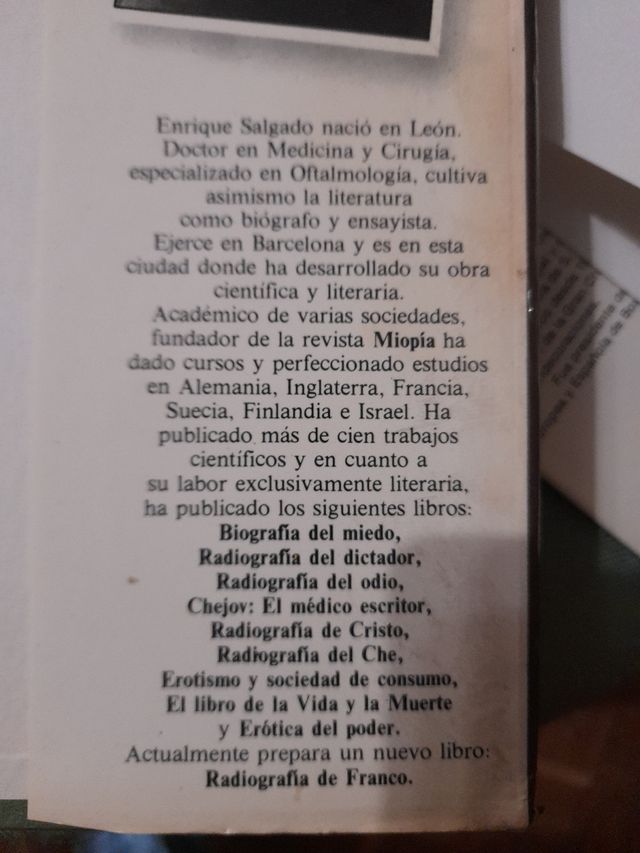 Enrique Salgado nació en León.
Doctor en Medicina y Cirugía,
especializado en Oftalmología, cultiva
asimismo la literatura
como biógrafo y ensayista.
Ejerce en Barcelona y es en esta
ciudad donde ha desarrollado su obra
científica y literaria.
Académico de varias sociedades,
fundador de la revista Miopía ha
dado cursos y perfeccionado estudios
en Alemania, Inglaterra, Francia,
Suecia, Finlandia e Israel. Ha
publicado más de cien trabajos
científicos y en cuanto a
su labor exclusivamente literaria,
ha publicado los siguientes libros:
Biografía del miedo,
Radiografía del dictador,
Radiografía del odio,
Chejov: El médico escritor,
Radiografía de Cristo,
Radiografía del Che,
Erotismo y sociedad de consumo,
El libro de la Vida y la Muerte
y Erótica del poder.
Actualmente prepara un nuevo libro:
Radiografía de Franco.
Fue presidente
Española de